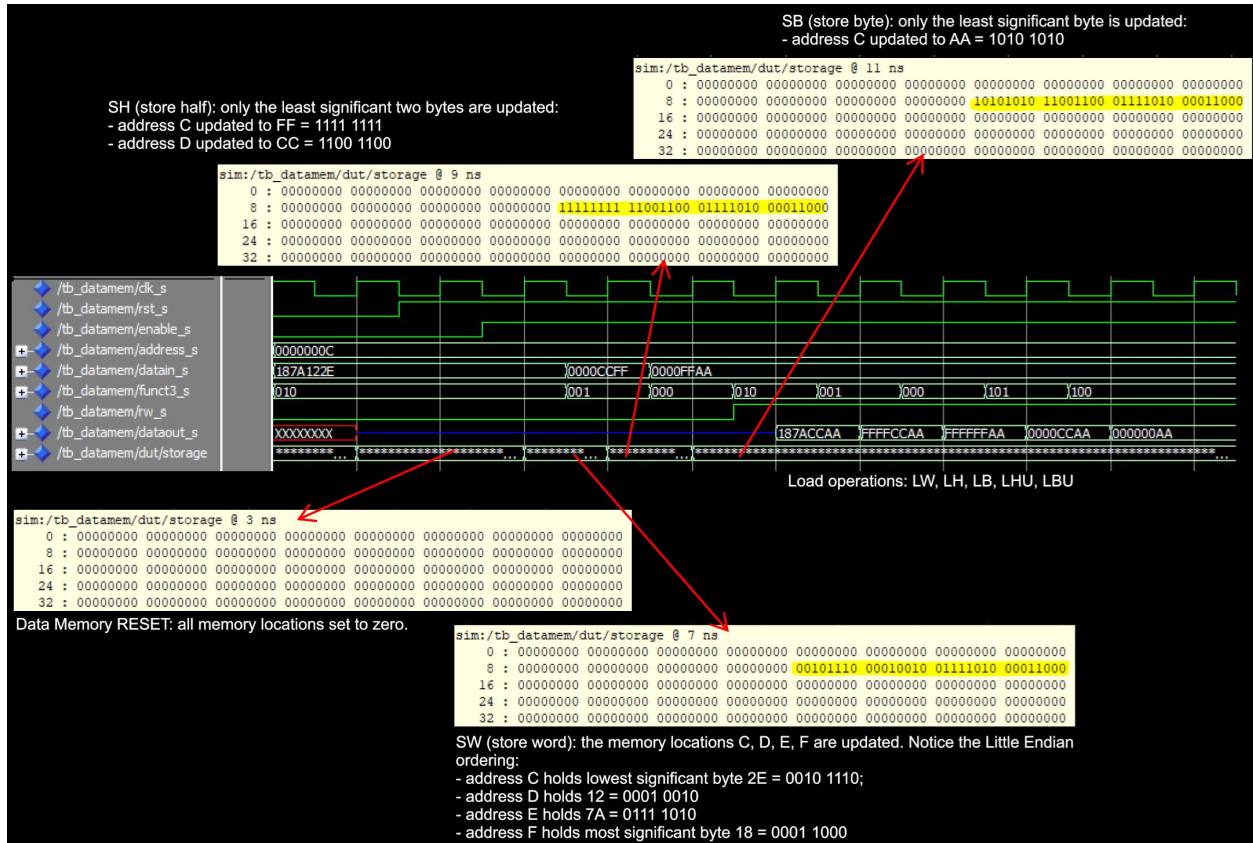 SB (store byte): only the least significant byte is updated:
- address C updated to AA = 1010 1010
sim:/tb_datamem/dut/storage @ 11 ns
0 : 00000000 00000000 00000000 00000000 00000000 00000000 00000000 00000000
8 : 00000000 00000000 00000000 00000000 10101010 11001100 01111010 00011000
16 : 00000000 00000000 00000000 00000000 00000000 00000000 00000000 00000000
24 : 00000000 00000000 00000000 00000000 00000000 00000000 00000000 00000000
32 : 00000000 00000000 00000000 00000000 00000000 00000000 00000000 00000000
SH (store half): only the least significant two bytes are updated:
- address C updated to FF = 1111 1111
- address D updated to CC = 1100 1100
sim:/tb_datamem/dut/storage @ 9 ns
0 : 00000000 00000000 00000000 00000000 00000000 00000000 00000000 00000000
8 : 00000000 00000000 00000000 00000000 11111111 11001100 01111010 00011000
16 : 00000000 00000000 00000000 00000000 00000000 00000000 00000000 00000000
24 : 00000000 00000000 00000000 00000000 00000000 00000000 00000000 00000000
32 : 00000000 00000000 00000000 00000000 00000000 00000000 00000000 00000000
/tb_datamem/clk_s
/tb_datamem/rst_s
/tb_datamem/enable_s
/tb_datamem/address_s 0000000C
/tb_datamem/datain_s 187A122E 0000CCFF 0000FFAA
/tb_datamem/funct3_s 010 001 000 010 001 000 101 100
/tb_datamem/rw_s
/tb_datamem/dataout_s XXXXXXXX 187ACCAA FFFFCCAA FFFFFFAA 0000CCAA 000000AA
/tb_datamem/dut/storage
Load operations: LW, LH, LB, LHU, LBU
sim:/tb_datamem/dut/storage @ 3 ns
0 : 00000000 00000000 00000000 00000000 00000000 00000000 00000000 00000000
8 : 00000000 00000000 00000000 00000000 00000000 00000000 00000000 00000000
16 : 00000000 00000000 00000000 00000000 00000000 00000000 00000000 00000000
24 : 00000000 00000000 00000000 00000000 00000000 00000000 00000000 00000000
32 : 00000000 00000000 00000000 00000000 00000000 00000000 00000000 00000000
Data Memory RESET: all memory locations set to zero.
sim:/tb_datamem/dut/storage @ 7 ns
0 : 00000000 00000000 00000000 00000000 00000000 00000000 00000000 00000000
8 : 00000000 00000000 00000000 00000000 00101110 00010010 01111010 00011000
16 : 00000000 00000000 00000000 00000000 00000000 00000000 00000000 00000000
24 : 00000000 00000000 00000000 00000000 00000000 00000000 00000000 00000000
32 : 00000000 00000000 00000000 00000000 00000000 00000000 00000000 00000000
SW (store word): the memory locations C, D, E, F are updated. Notice the Little Endian
ordering:
- address C holds lowest significant byte 2E = 0010 1110;
- address D holds 12 = 0001 0010
- address E holds 7A = 0111 1010
- address F holds most significant byte 18 = 0001 1000